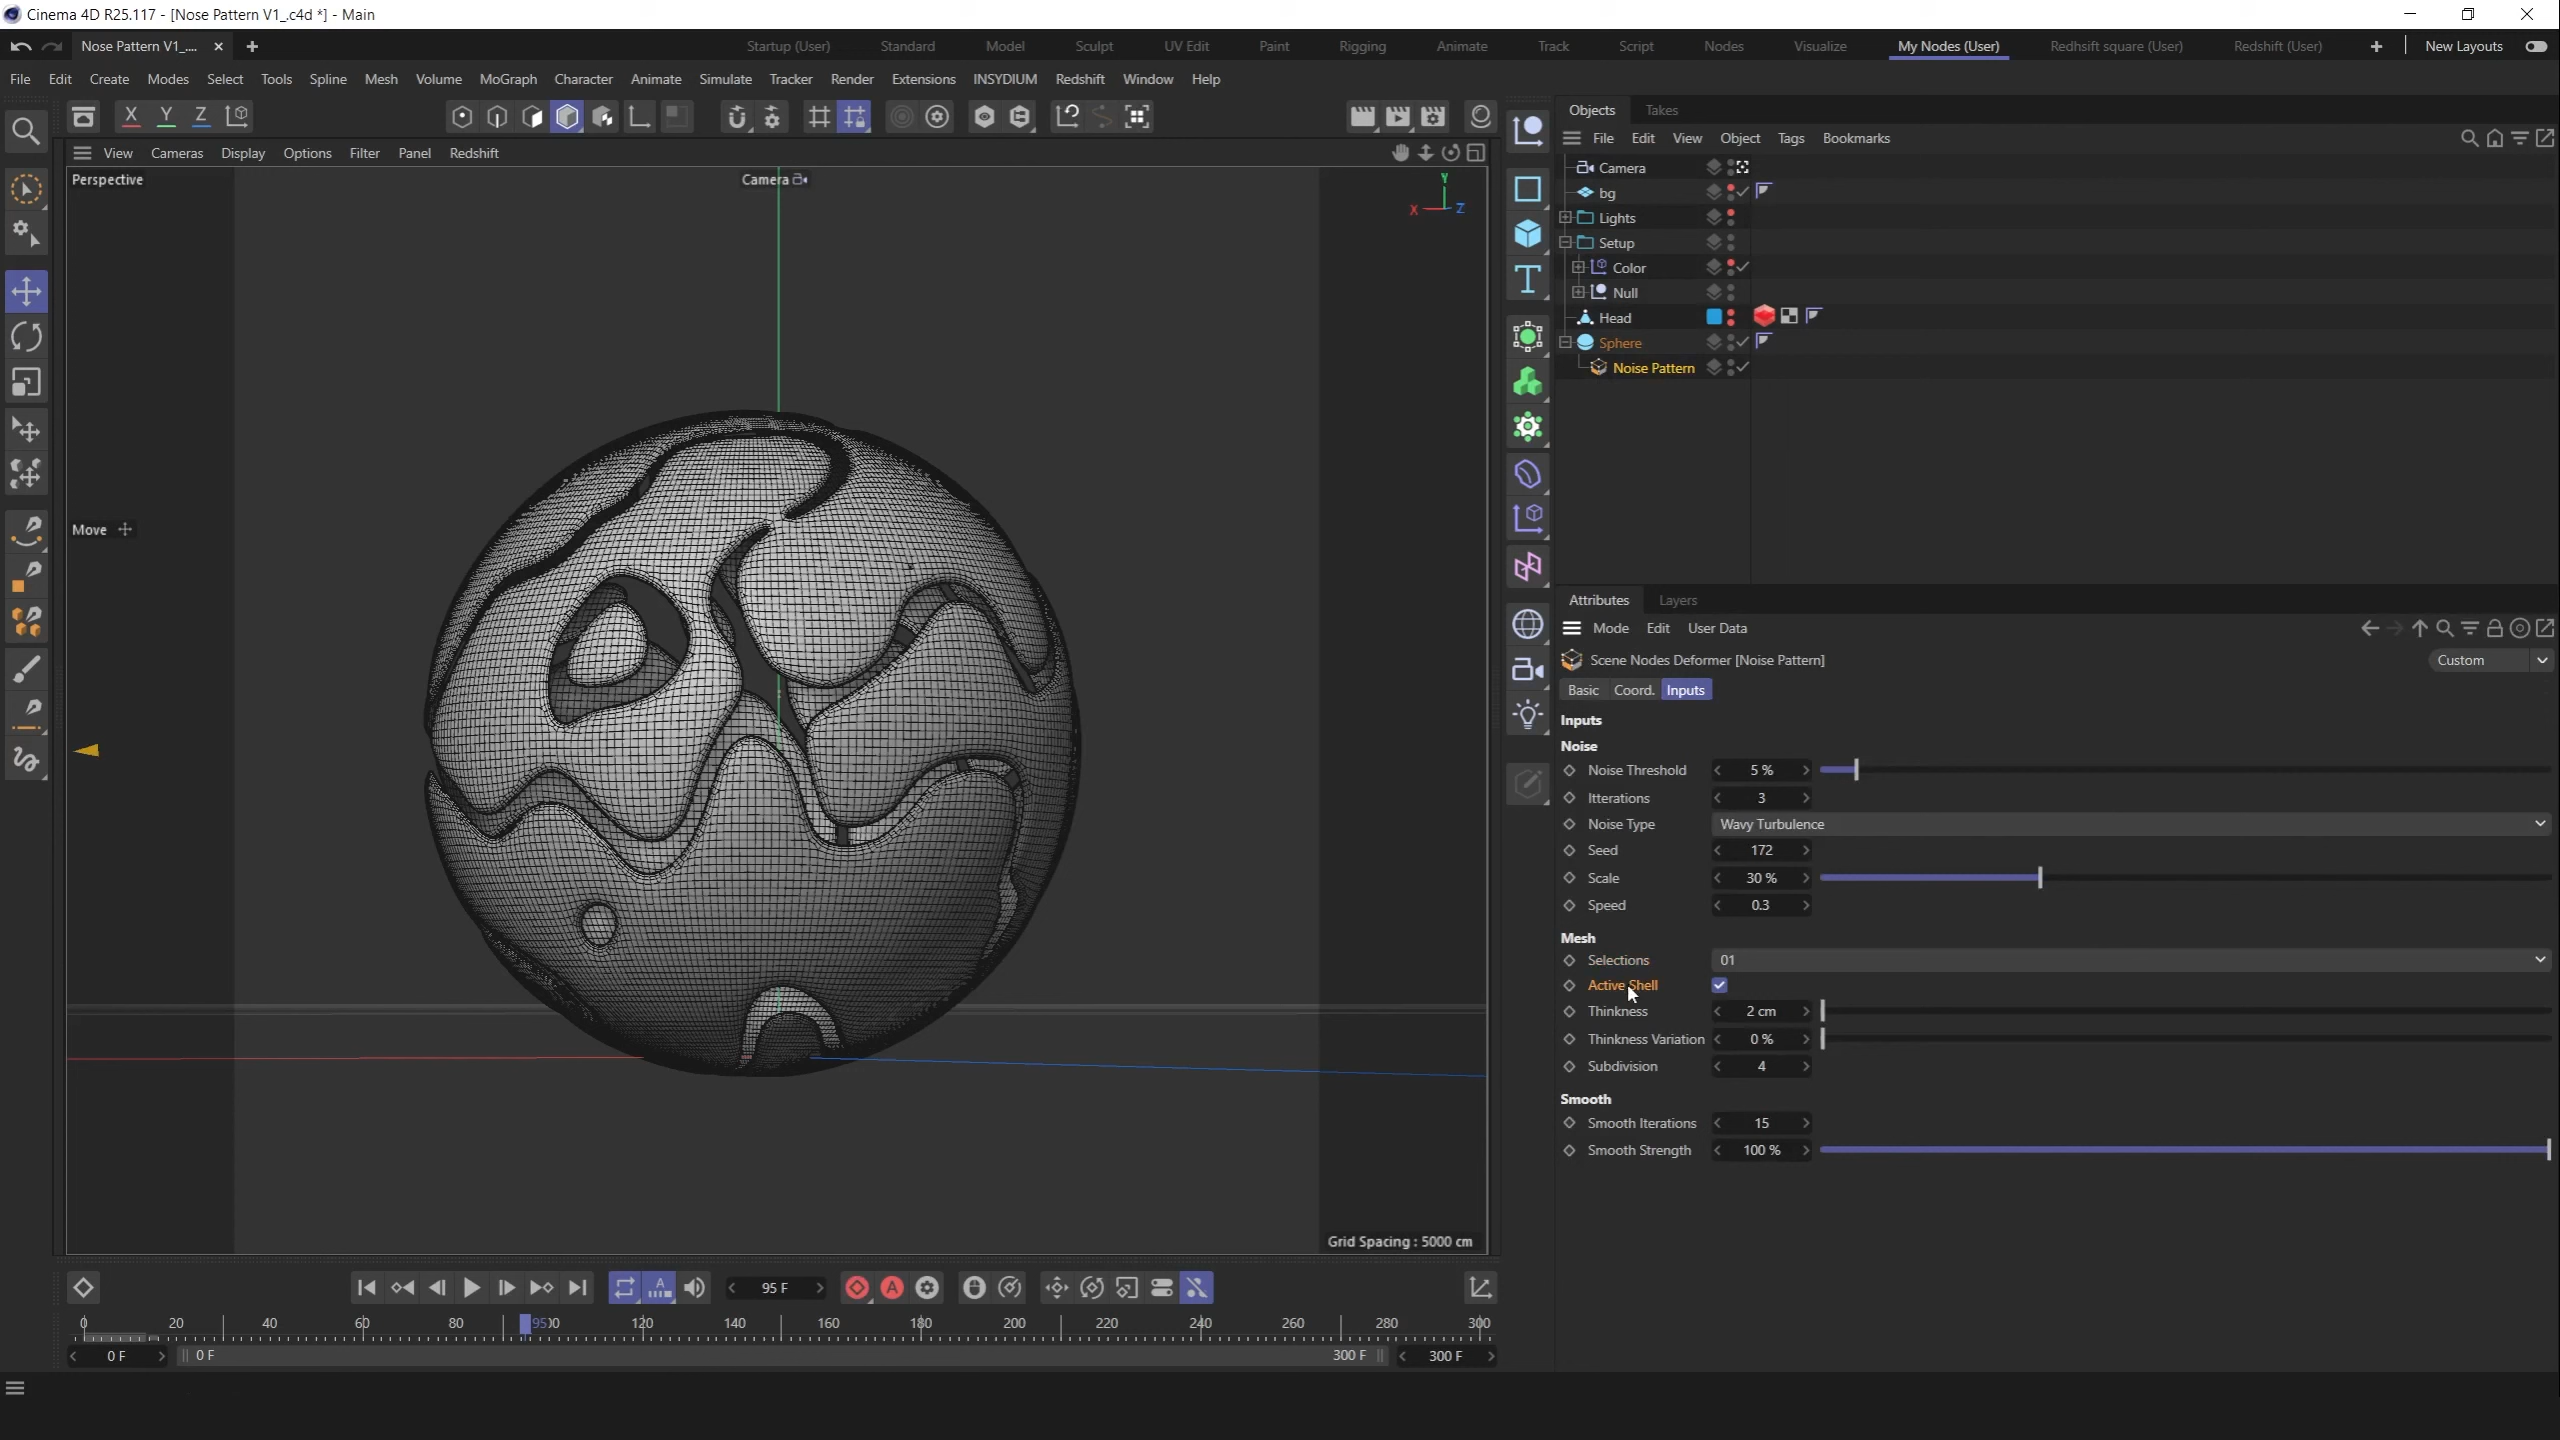 Cinema 4D R25.117 - [Nose Pattern V1_.c4d *] - Main
Nose Pattern V1_.... × +
Startup (User) Standard Model Sculpt UV Edit Paint Rigging Animate Track Script Nodes Visualize My Nodes (User) Redhsift square (User) Redshift (User) + New Layouts
File Edit Create Modes Select Tools Spline Mesh Volume MoGraph Character Animate Simulate Tracker Render Extensions INSYDIUM Redshift Window Help
X Y Z
View Cameras Display Options Filter Panel Redshift
Perspective
Camera
Y
X Z
Move
Grid Spacing : 5000 cm
Objects Takes
File Edit View Object Tags Bookmarks
Camera
bg
Lights
Setup
Color
Null
Head
Sphere
Noise Pattern
Attributes Layers
Mode Edit User Data
Scene Nodes Deformer [Noise Pattern] Custom
Basic Coord. Inputs
Inputs
Noise
Noise Threshold 5 %
Itterations 3
Noise Type Wavy Turbulence
Seed 172
Scale 30 %
Speed 0.3
Mesh
Selections 01
Active Shell
Thinkness 2 cm
Thinkness Variation 0 %
Subdivision 4
Smooth
Smooth Iterations 15
Smooth Strength 100 %
A 95 F A
0 20 40 60 80 95 120 140 160 180 200 220 240 260 280 300
0 F 0 F 300 F 300 F